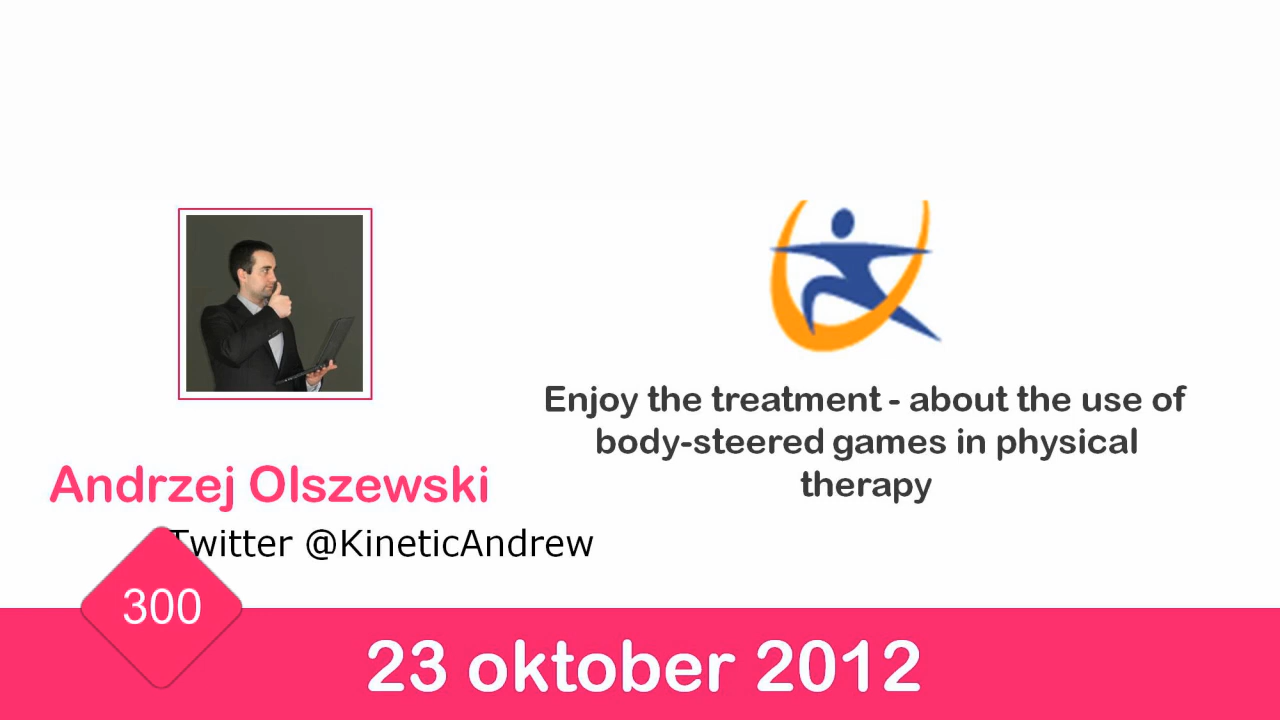 Enjoy the treatment - about the use of
body-steered games in physical
therapy
Andrzej Olszewski
Twitter @KineticAndrew
300
23 oktober 2012